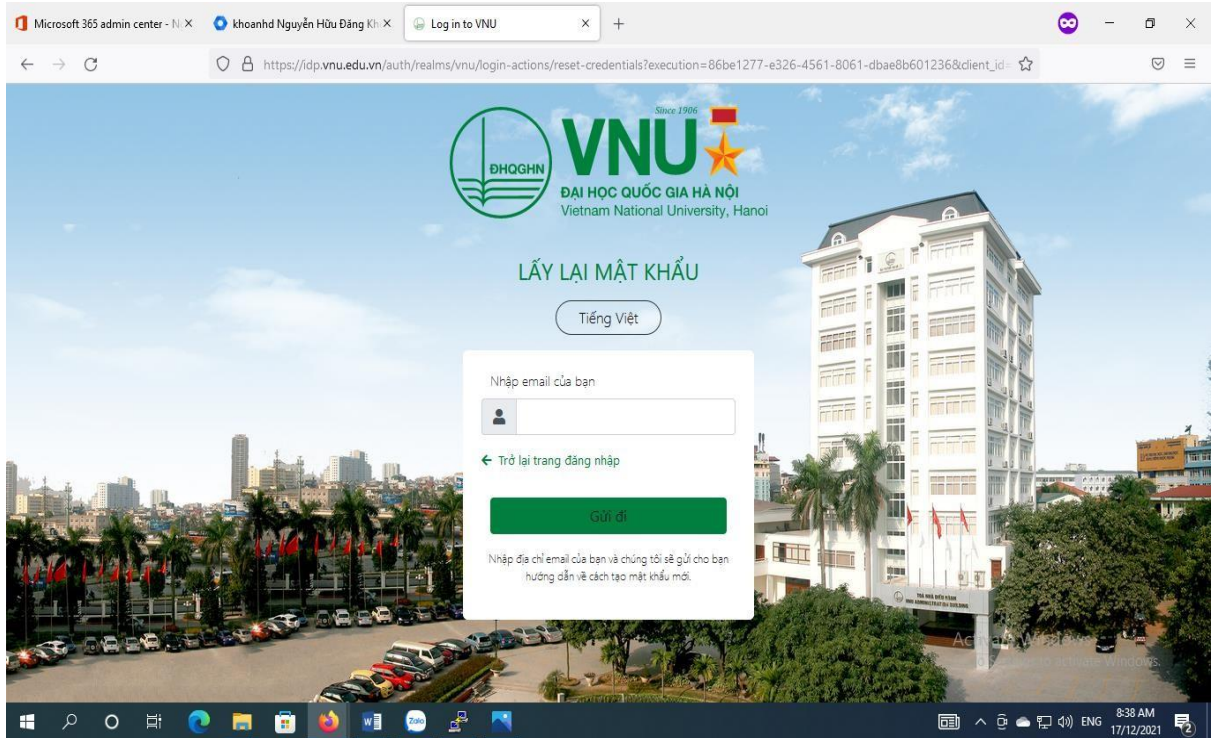 Microsoft 365 admin center - N
khoanhd Nguyễn Hữu Đăng Kh
Log in to VNU
https://idp.vnu.edu.vn/auth/realms/vnu/login-actions/reset-credentials?execution=86be1277-e326-4561-8061-dbae8b601236&client_id=
Since 1906
ĐHQGHN
VNU
ĐẠI HỌC QUỐC GIA HÀ NỘI
Vietnam National University, Hanoi
LẤY LẠI MẬT KHẨU
Tiếng Việt
Nhập email của bạn
Trở lại trang đăng nhập
Gửi đi
Nhập địa chỉ email của bạn và chúng tôi sẽ gửi cho bạn
hướng dẫn về cách tạo mật khẩu mới.
to activate Windows.
Zalo
ENG
8:38 AM
17/12/2021
2